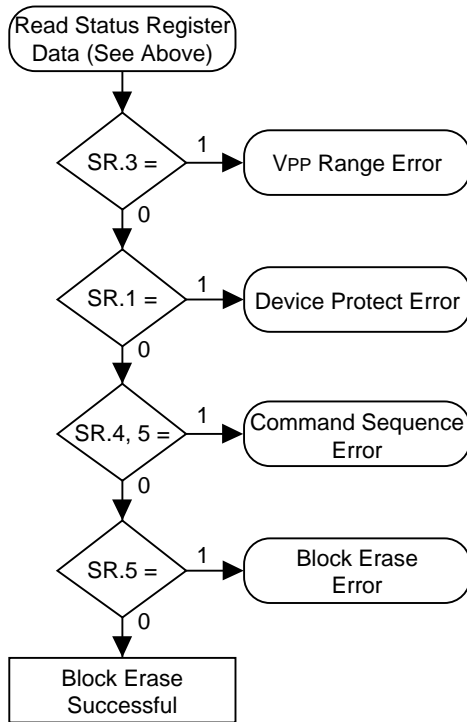 Read Status Register
Data (See Above)
SR.3 =
1
VPP Range Error
0
SR.1 =
1
Device Protect Error
0
SR.4, 5 =
1
Command Sequence
Error
0
SR.5 =
1
Block Erase
Error
0
Block Erase
Successful